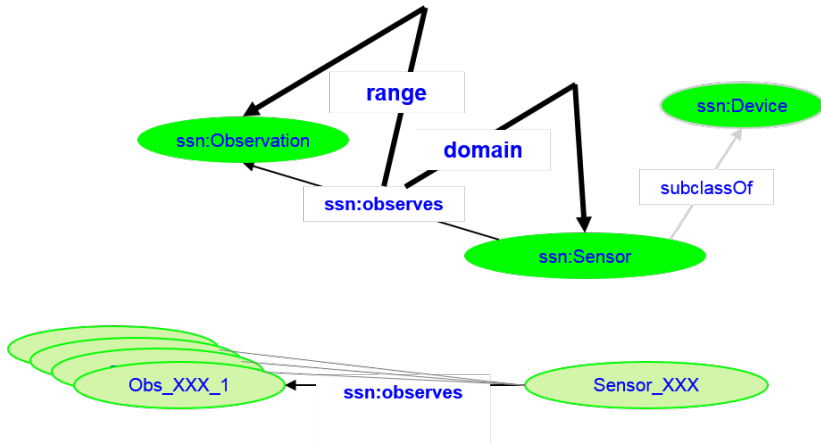 range
ssn:Device
ssn:Observation
domain
subclassOf
ssn:observes
ssn:Sensor
Obs_XXX_1
ssn:observes
Sensor_XXX